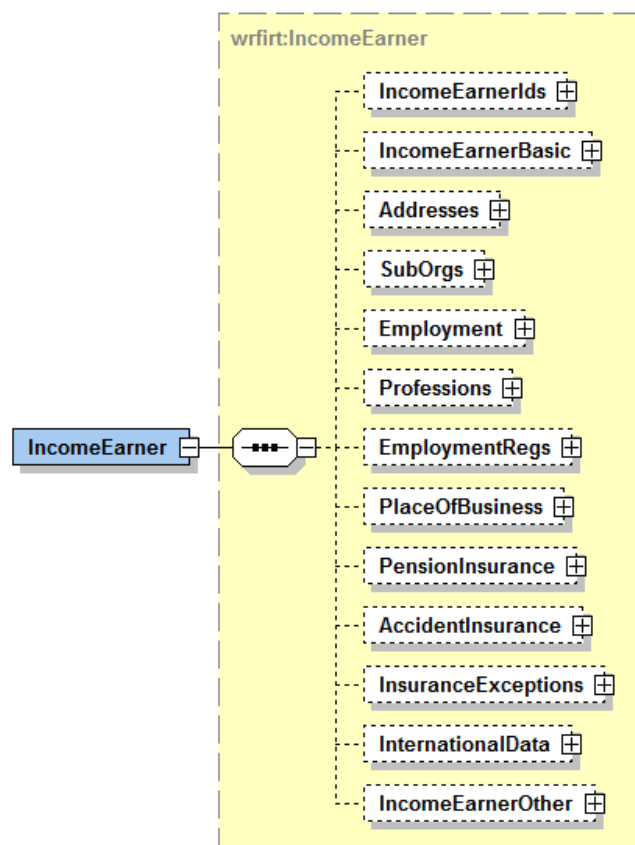 wrfirt:IncomeEarner
IncomeEarnerIds
IncomeEarnerBasic
Addresses
SubOrgs
Employment
Professions
IncomeEarner
EmploymentRegs
PlaceOfBusiness
PensionInsurance
AccidentInsurance
InsuranceExceptions
InternationalData
IncomeEarnerOther